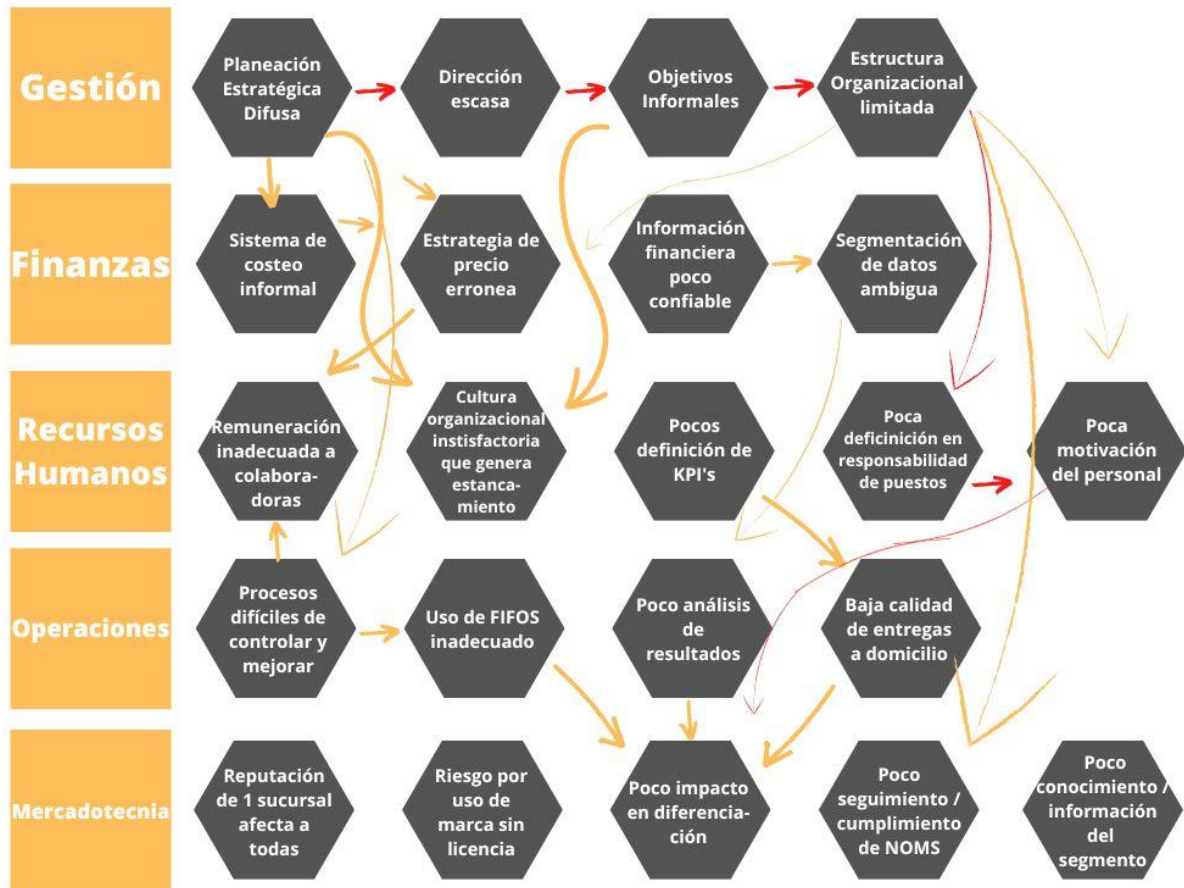 Gestión
Planeación
Estratégica
Difusa
Dirección
escasa
Objetivos
Informales
Estructura
Organizacional
limitada
Finanzas
Sistema de
costeo
informal
Estrategia de
precio
erronea
Información
financiera
poco
confiable
Segmentación
de datos
ambigua
Recursos
Humanos
Remuneración
inadecuada a
colabora-
doras
Cultura
organizacional
instisfactoria
que genera
estanca-
miento
Pocos
definición de
KPI's
Poca
deficinición en
responsabilidad
de puestos
Poca
motivación
del personal
Operaciones
Procesos
difíciles de
controlar y
mejorar
Uso de FIFOS
inadecuado
Poco análisis
de
resultados
Baja calidad
de entregas
a domicilio
Mercadotecnia
Reputación
de 1 sucursal
afecta a
todas
Riesgo por
uso de
marca sin
licencia
Poco impacto
en diferencia-
ción
Poco
seguimiento /
cumplimiento
de NOMS
Poco
conocimiento /
información
del
segmento